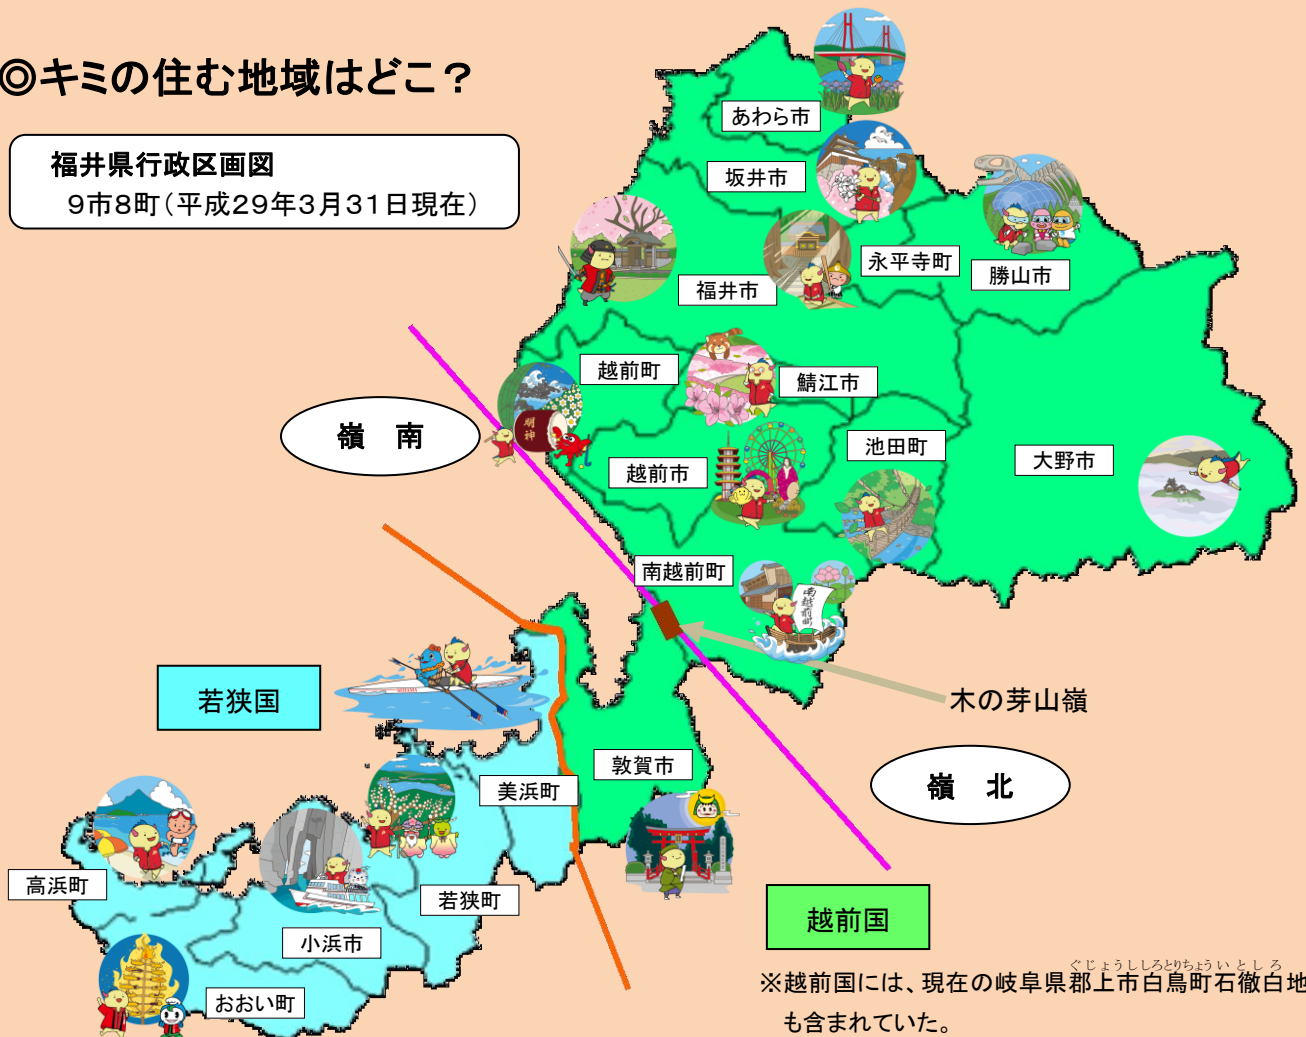 ◎キミの住む地域はどこ？
福井県行政区画図
9市8町(平成29年3月31日現在)
あわら市
坂井市
永平寺町
勝山市
福井市
越前町
鯖江市
嶺 南
明神
池田町
大野市
越前市
南越前町
南越前町
木の芽山嶺
若狭国
敦賀市
美浜町
嶺 北
高浜町
若狭町
小浜市
越前国
おおい町
ぐじょうししろとりちょういとしろ
※越前国には、現在の岐阜県郡上市白鳥町石徹白地
も含まれていた。